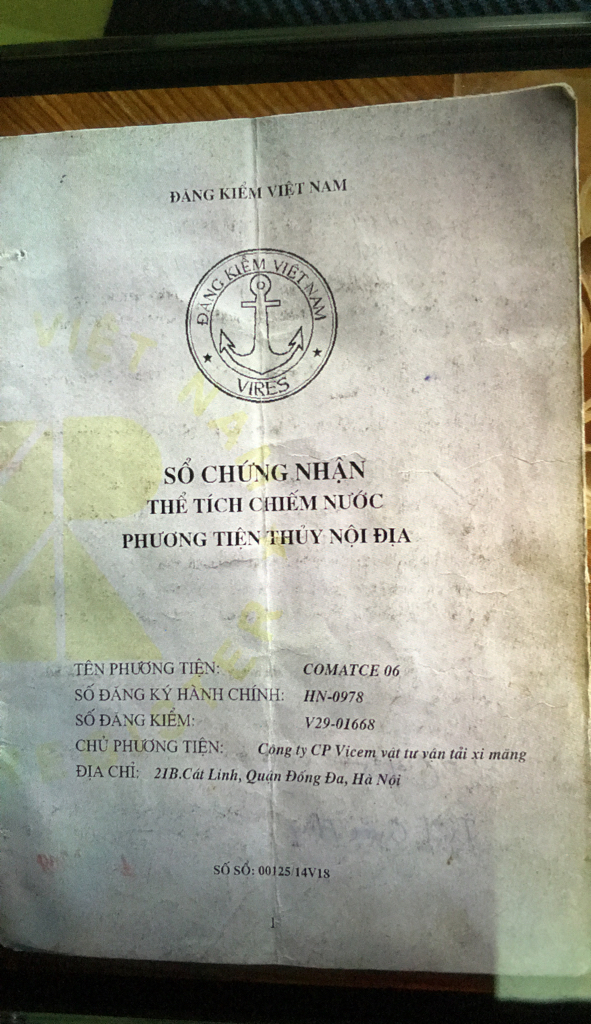 ĐĂNG KIỂM VIỆT NAM
ĐĂNG KIỂM VIỆT NAM
VIRES
VIỆT NAM
SỔ CHỨNG NHẬN
THỂ TÍCH CHIẾM NƯỚC
PHƯƠNG TIỆN THỦY NỘI ĐỊA
TÊN PHƯƠNG TIỆN: COMATCE 06
SỐ ĐĂNG KÝ HÀNH CHÍNH: HN-0978
SỐ ĐĂNG KIỂM: V29-01668
CHỦ PHƯƠNG TIỆN: Công ty CP Vicem vật tư vận tải xi măng
ĐỊA CHỈ: 21B.Cát Linh, Quận Đống Đa, Hà Nội
SỐ SỔ: 00125/14V18
1